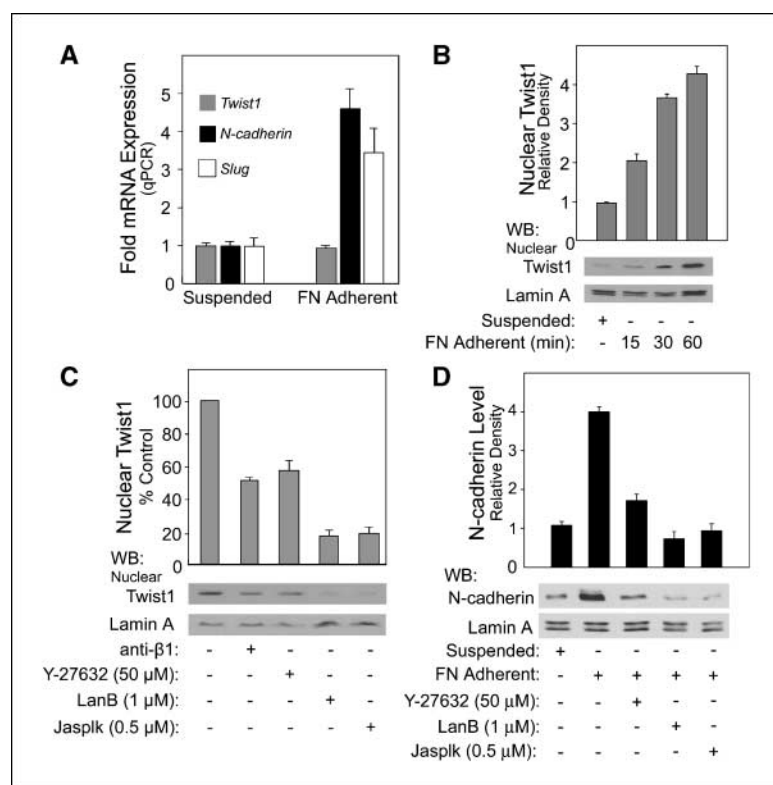 A
Fold mRNA Expression
(qPCR)
5
4
3
2
1
0
Twist1
N-cadherin
Slug
Suspended FN Adherent
B
Nuclear Twist1
Relative Density
4
3
2
1
0
WB:
Nuclear
Twist1
Lamin A
Suspended: + - - -
FN Adherent (min): - 15 30 60
C
Nuclear Twist1
% Control
100
80
60
40
20
WB:
Nuclear
Twist1
Lamin A
anti-β1: - + - - -
Y-27632 (50 µM): - - + - -
LanB (1 µM): - - - + -
Jasplk (0.5 µM): - - - - +
D
N-cadherin Level
Relative Density
4
3
2
1
0
WB:
N-cadherin
Lamin A
Suspended: + - - - -
FN Adherent: - + + + +
Y-27632 (50 µM): - - + - -
LanB (1 µM): - - - + -
Jasplk (0.5 µM): - - - - +